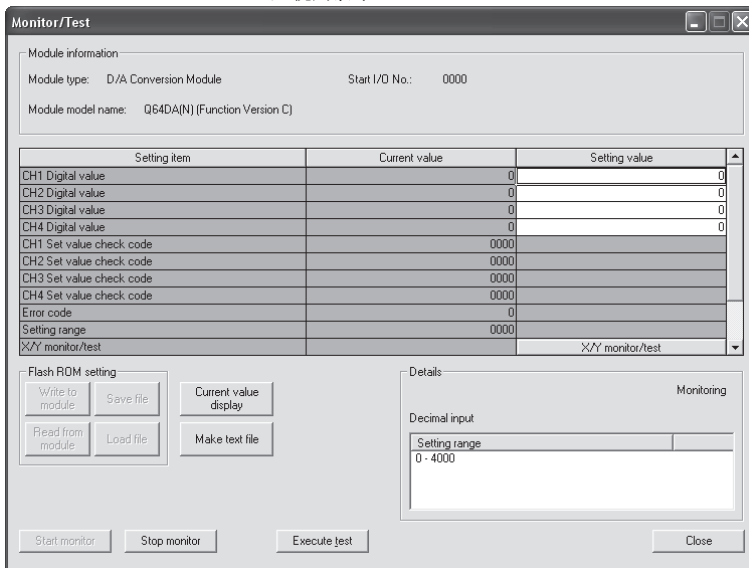 Monitor/Test
Module information
Module type: D/A Conversion Module Start I/O No.: 0000
Module model name: Q64DA(N) (Function Version C)
Setting item Current value Setting value
CH1 Digital value 0 0
CH2 Digital value 0 0
CH3 Digital value 0 0
CH4 Digital value 0 0
CH1 Set value check code 0000
CH2 Set value check code 0000
CH3 Set value check code 0000
CH4 Set value check code 0000
Error code 0
Setting range 0000
X/Y monitor/test X/Y monitor/test
Flash ROM setting
Write to module
Save file
Current value display
Read from module
Load file
Make text file
Details
Monitoring
Decimal input
Setting range
0 - 4000
Start monitor Stop monitor Execute test Close